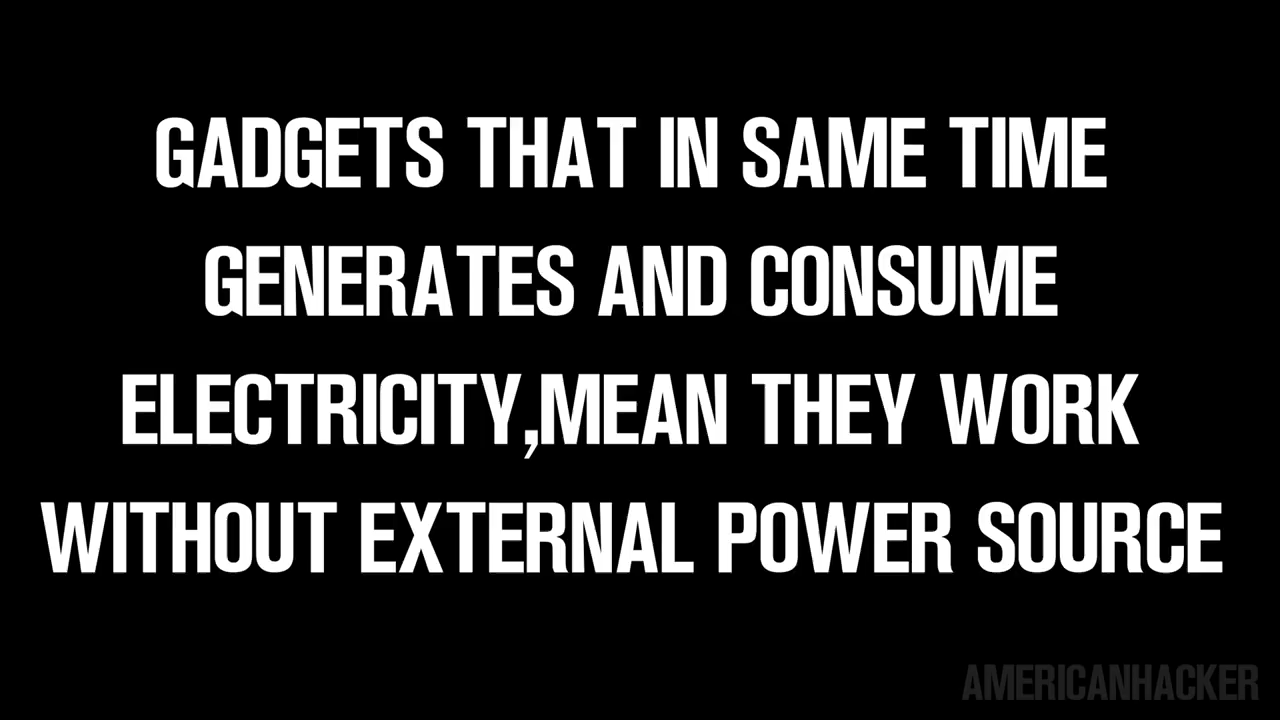 GADGETS THAT IN SAME TIME
GENERATES AND CONSUME
ELECTRICITY,MEAN THEY WORK
WITHOUT EXTERNAL POWER SOURCE
AMERICANHACKER